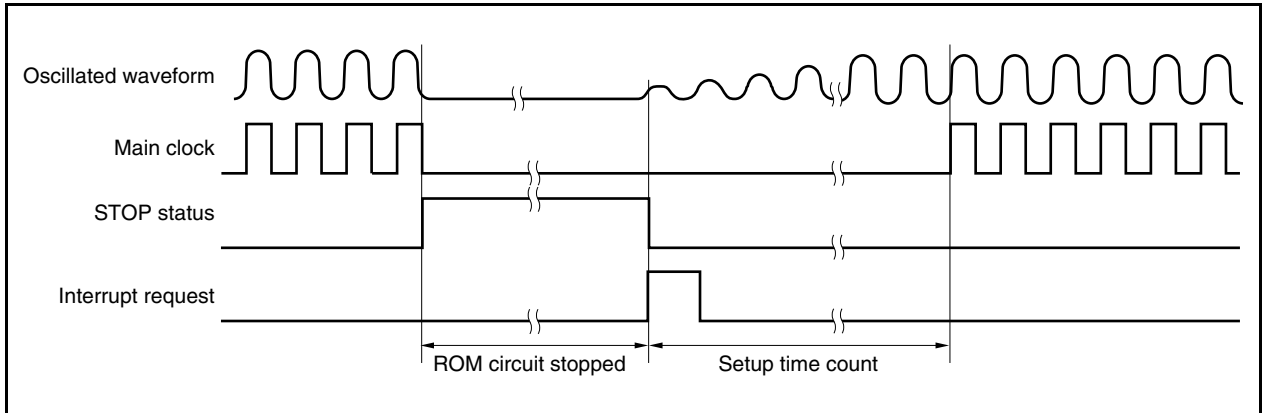 Oscillated waveform
Main clock
STOP status
Interrupt request
ROM circuit stopped
Setup time count